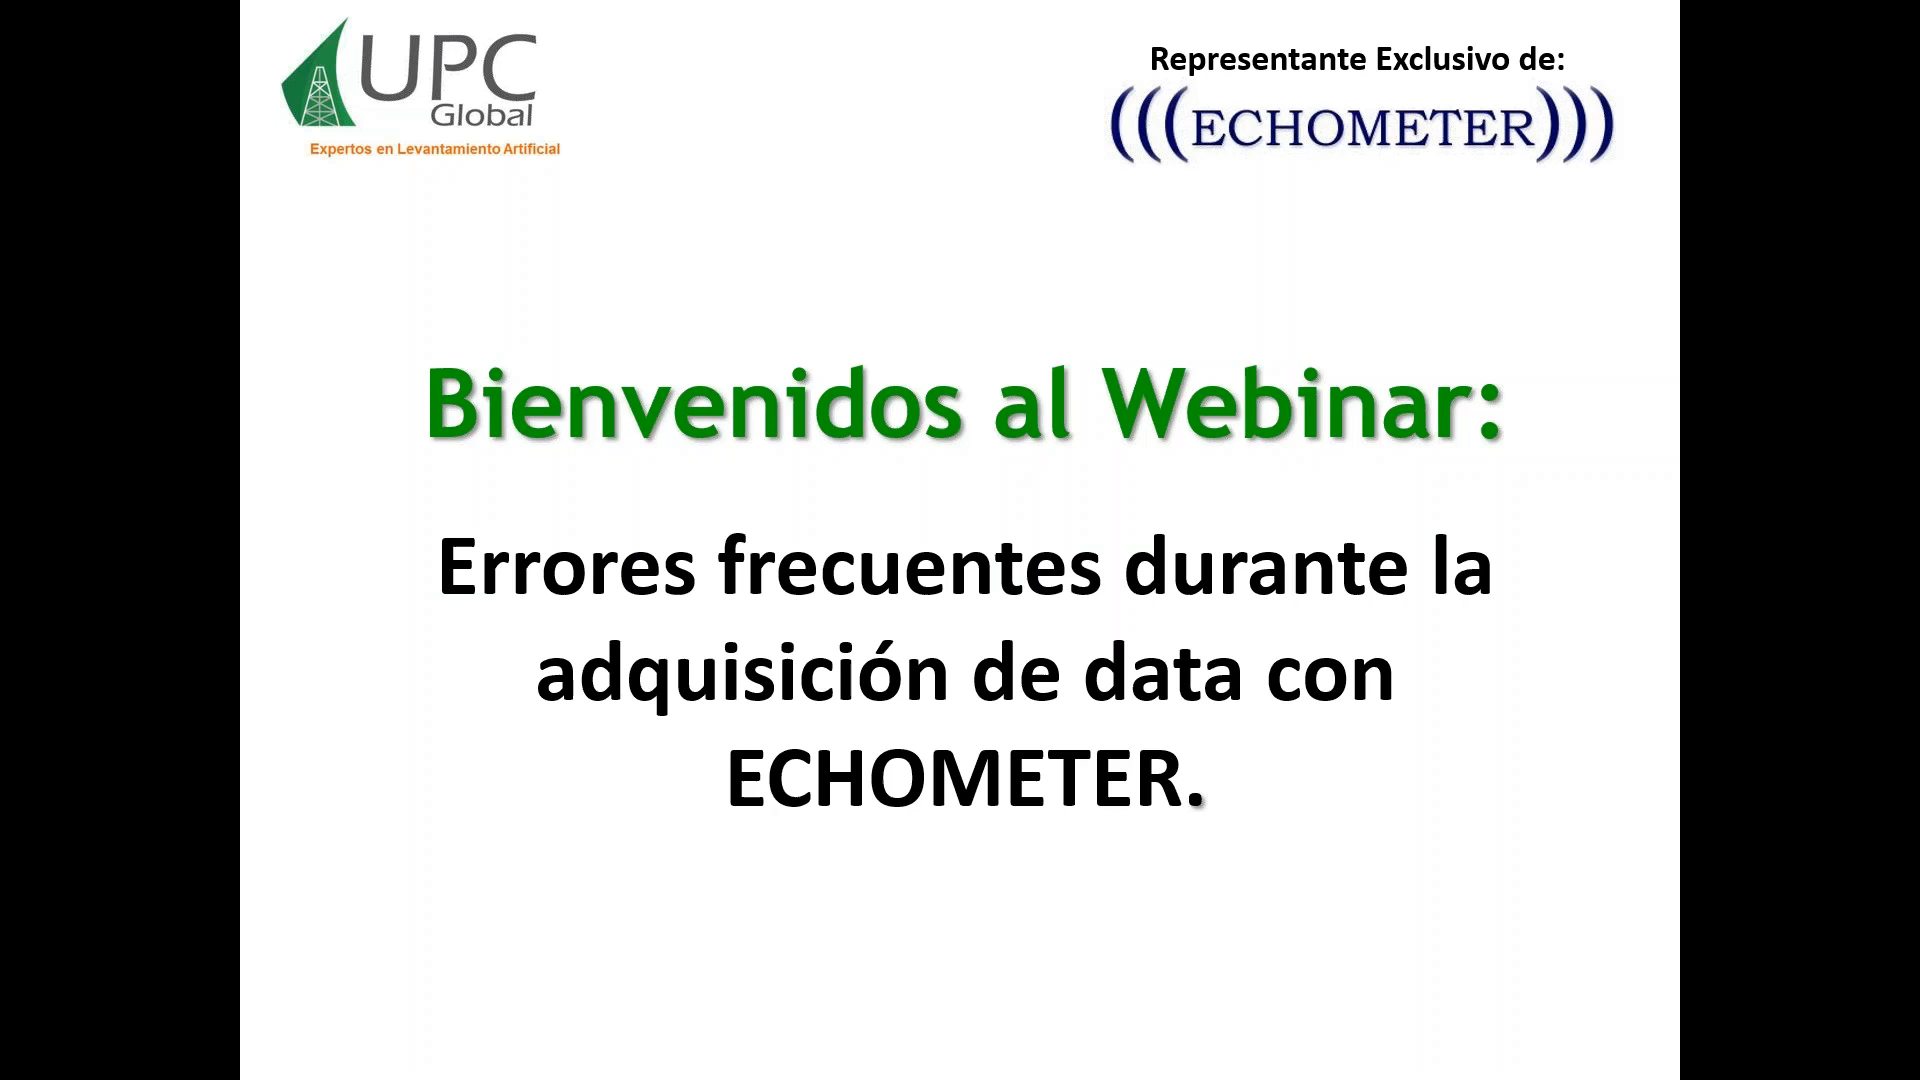 UPC
Global
Expertos en Levantamiento Artificial
Representante Exclusivo de:
(((ECHOMETER)))
Bienvenidos al Webinar:
Errores frecuentes durante la
adquisición de data con
ECHOMETER.